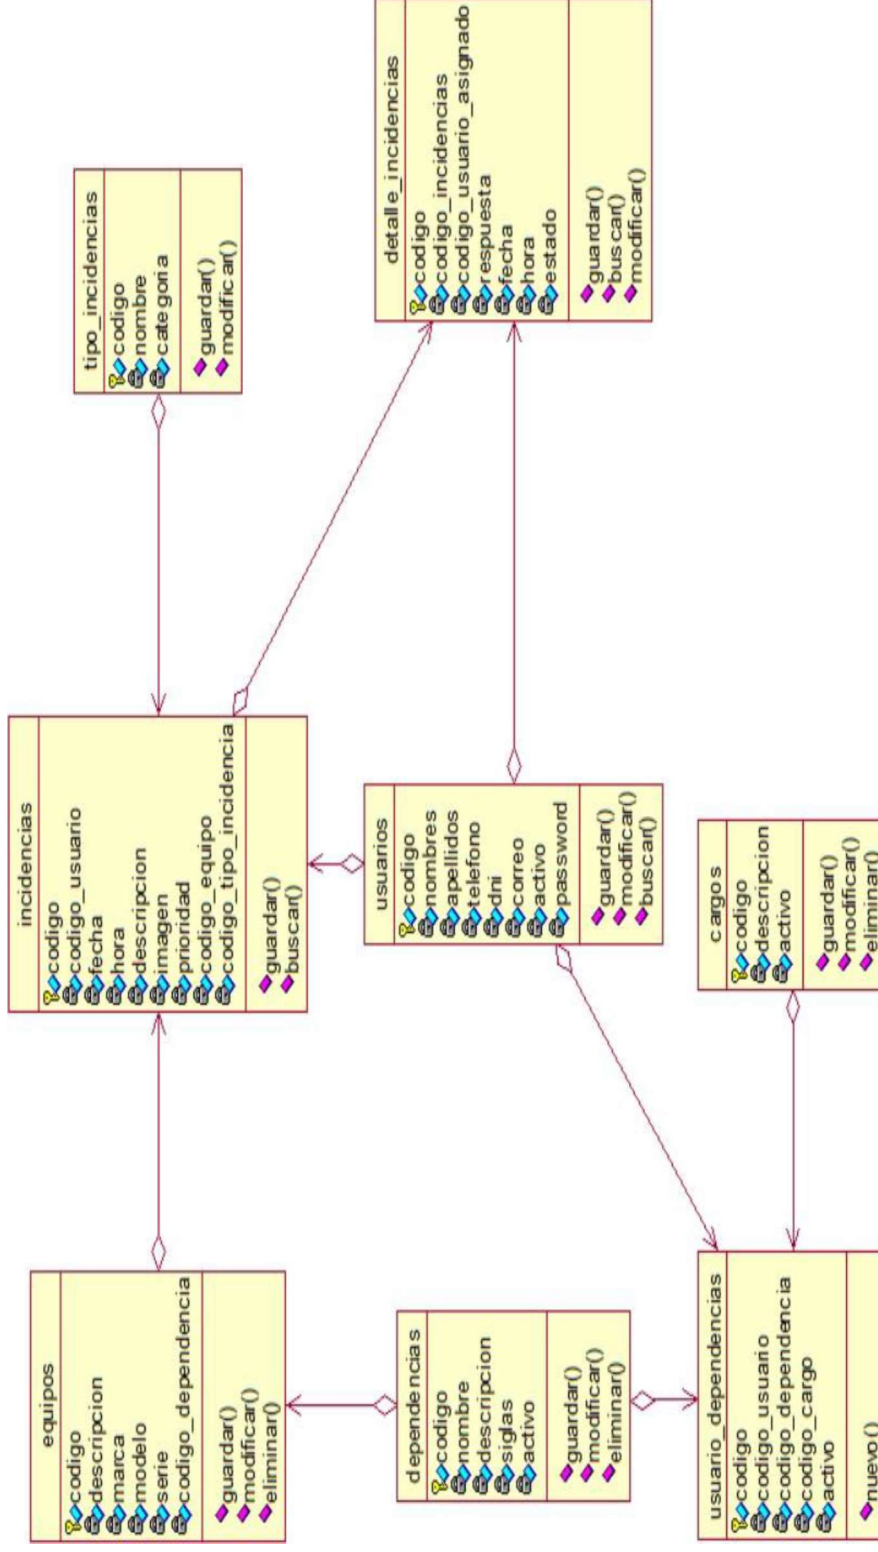 equipos
codigo
descripcion
marca
modelo
serie
codigo_dependencia
guardar()
modificar()
eliminar()
incidencias
codigo
codigo_usuario
fecha
hora
descripcion
imagen
prioridad
codigo_equipo
codigo_tipo_incidencia
guardar()
buscar()
tipo_incidencias
codigo
nombre
categoria
guardar()
modificar()
dependencias
codigo
nombre
descripcion
siglas
activo
guardar()
modificar()
eliminar()
usuarios
codigo
nombres
apellidos
telefono
dni
correo
activo
password
guardar()
modificar()
buscar()
detalle_incidencias
codigo
codigo_incidencias
codigo_usuario_asignado
respuesta
fecha
hora
estado
guardar()
buscar()
modificar()
usuario_dependencias
codigo
codigo_usuario
codigo_dependencia
codigo_cargo
activo
nuevo()
cargos
codigo
descripcion
activo
guardar()
modificar()
eliminar()